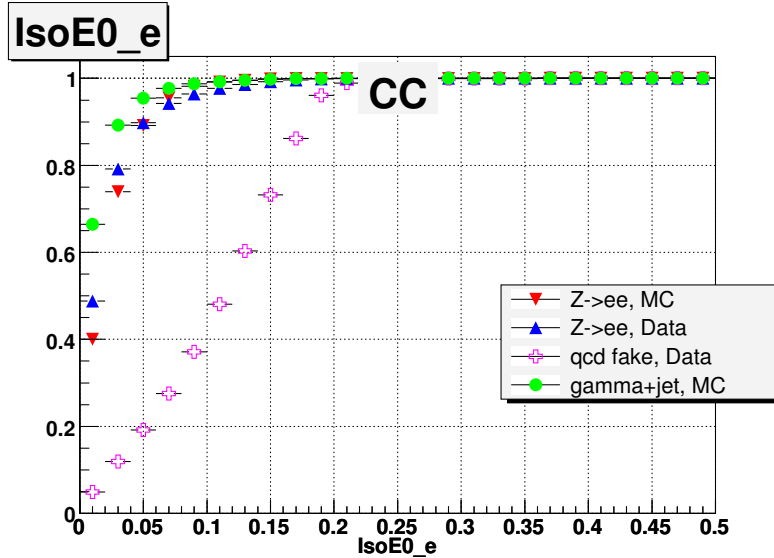 IsoE0_e
CC
1
0.8
0.6
0.4
0.2
0
Z->ee, MC
Z->ee, Data
qcd fake, Data
gamma+jet, MC
0 0.05 0.1 0.15 0.2 0.25 0.3 0.35 0.4 0.45 0.5
IsoE0_e